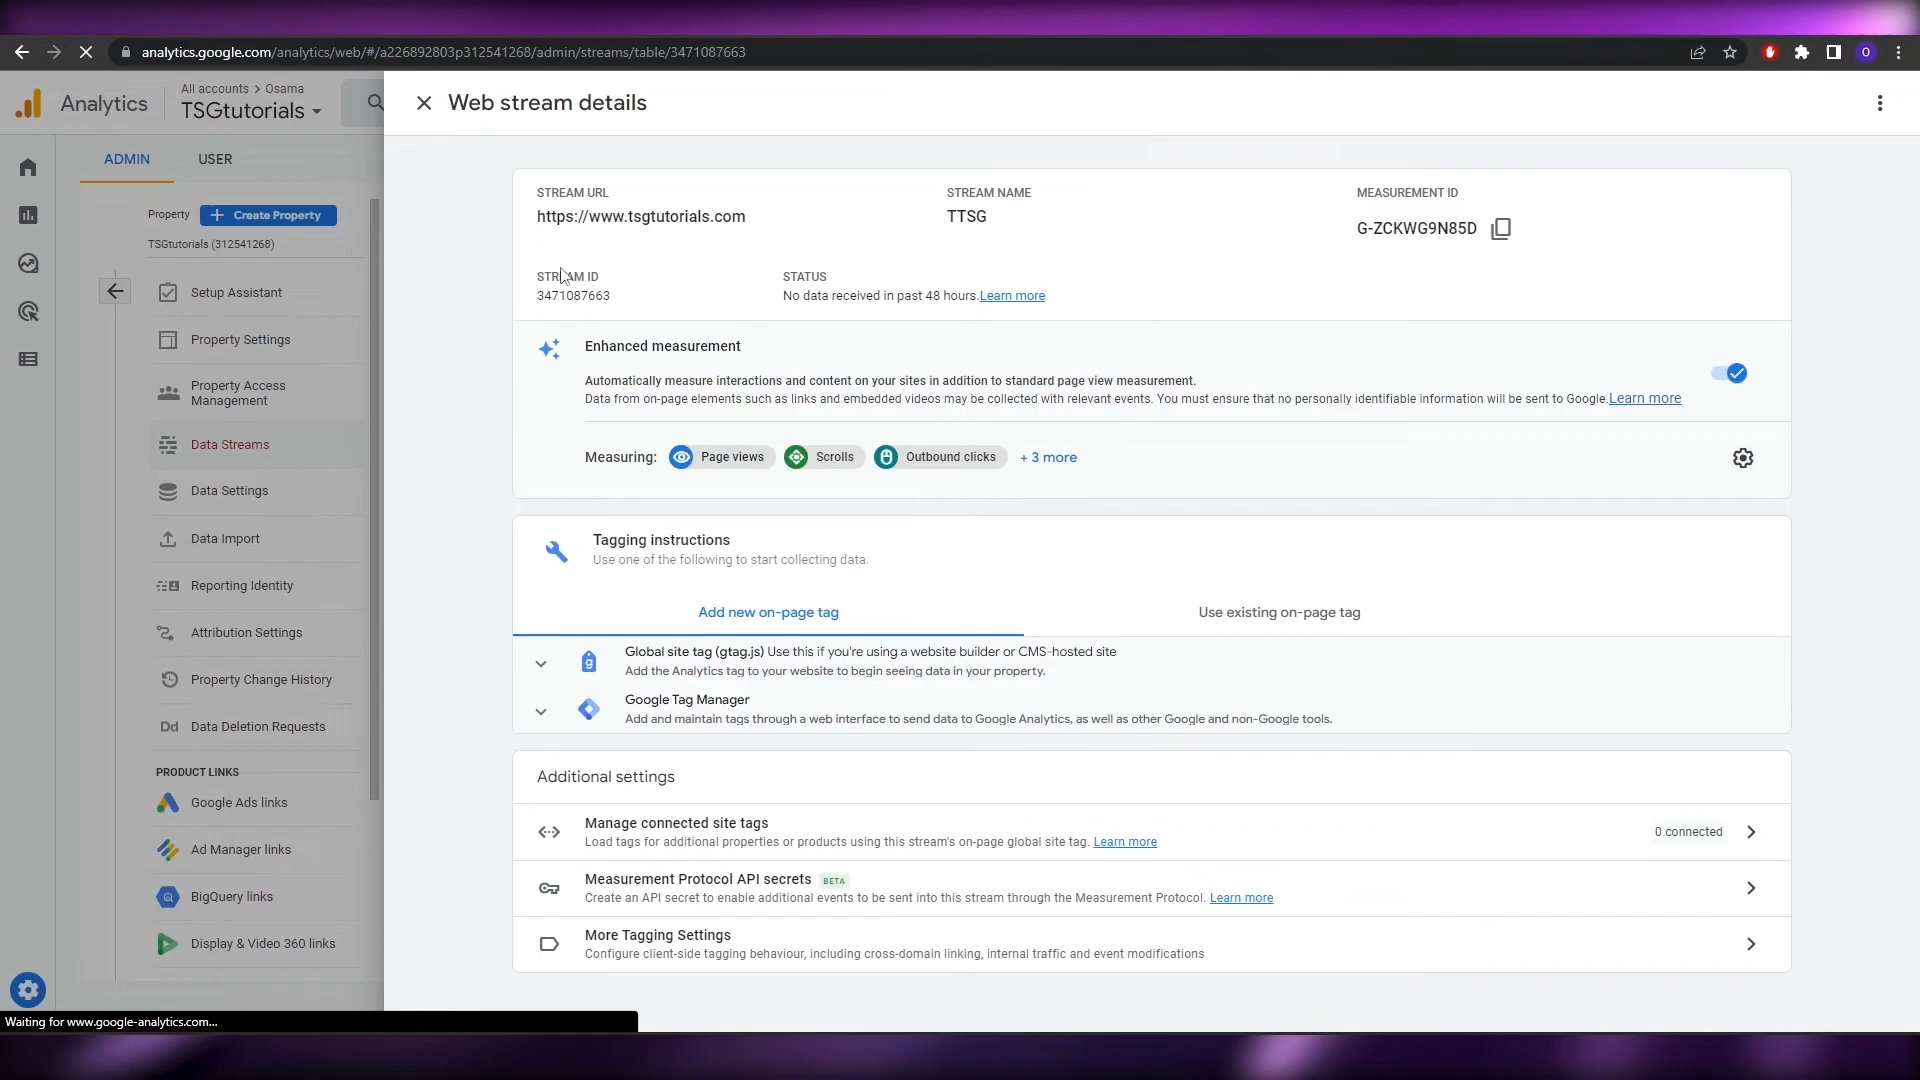 analytics.google.com/analytics/web/#/a226892803p312541268/admin/streams/table/3471087663
O
Analytics
All accounts > Osama
TSGtutorials
Web stream details
ADMIN
USER
Property
+ Create Property
TSGtutorials (312541268)
Setup Assistant
Property Settings
Property Access
Management
Data Streams
Data Settings
Data Import
Reporting Identity
Attribution Settings
Property Change History
Dd Data Deletion Requests
PRODUCT LINKS
Google Ads links
Ad Manager links
BigQuery links
Display & Video 360 links
STREAM URL
https://www.tsgtutorials.com
STREAM NAME
TTSG
MEASUREMENT ID
G-ZCKWG9N85D
STREAM ID
3471087663
STATUS
No data received in past 48 hours. Learn more
Enhanced measurement
Automatically measure interactions and content on your sites in addition to standard page view measurement.
Data from on-page elements such as links and embedded videos may be collected with relevant events. You must ensure that no personally identifiable information will be sent to Google. Learn more
Measuring: Page views Scrolls Outbound clicks + 3 more
Tagging instructions
Use one of the following to start collecting data.
Add new on-page tag
Use existing on-page tag
g
Global site tag (gtag.js) Use this if you're using a website builder or CMS-hosted site
Add the Analytics tag to your website to begin seeing data in your property.
Google Tag Manager
Add and maintain tags through a web interface to send data to Google Analytics, as well as other Google and non-Google tools.
Additional settings
Manage connected site tags
Load tags for additional properties or products using this stream's on-page global site tag. Learn more
0 connected
Measurement Protocol API secrets BETA
Create an API secret to enable additional events to be sent into this stream through the Measurement Protocol. Learn more
More Tagging Settings
Configure client-side tagging behaviour, including cross-domain linking, internal traffic and event modifications
Waiting for www.google-analytics.com...